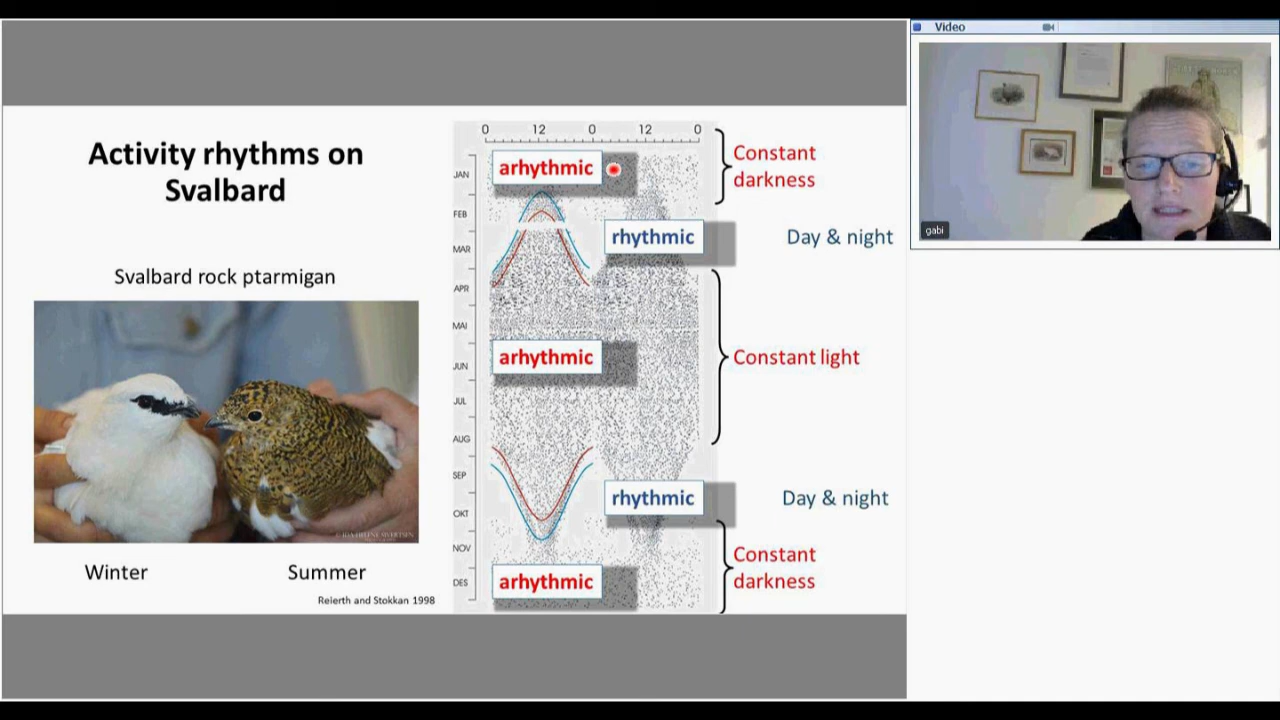 Activity rhythms on
Svalbard
Svalbard rock ptarmigan
Winter
Summer
Reierth and Stokkan 1998
0 12 0 12 0
JAN
FEB
MAR
APR
MAI
JUN
JUL
AUG
SEP
OKT
NOV
DES
arhythmic
rhythmic
arhythmic
rhythmic
arhythmic
Constant
darkness
Day & night
Constant light
Day & night
Constant
darkness
Video
gabi